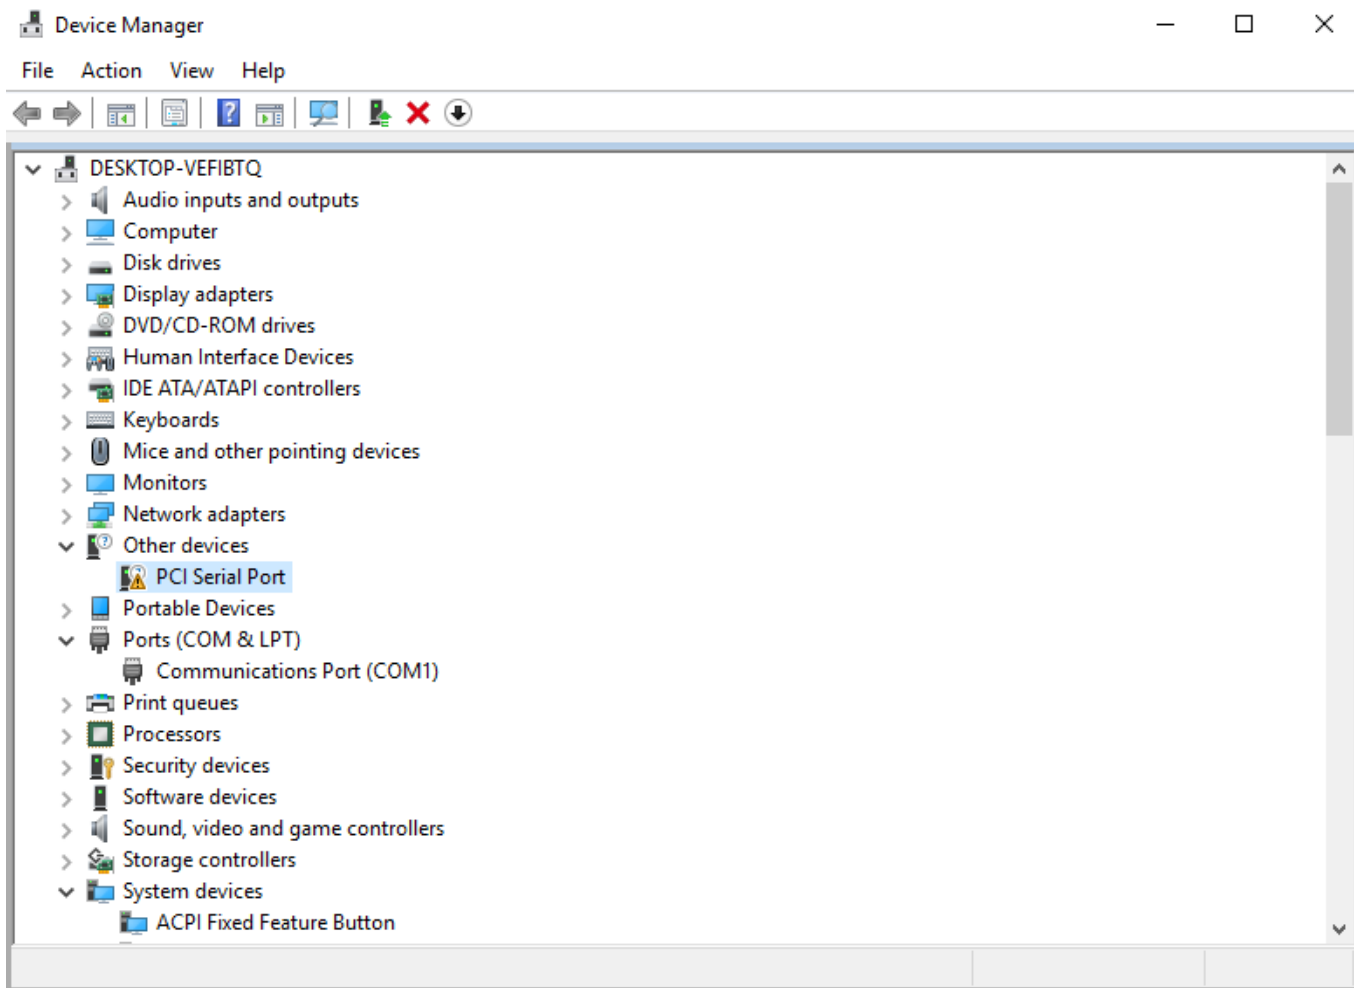 Device Manager
File Action View Help
DESKTOP-VEFIBTQ
Audio inputs and outputs
Computer
Disk drives
Display adapters
DVD/CD-ROM drives
Human Interface Devices
IDE ATA/ATAPI controllers
Keyboards
Mice and other pointing devices
Monitors
Network adapters
Other devices
PCI Serial Port
Portable Devices
Ports (COM & LPT)
Communications Port (COM1)
Print queues
Processors
Security devices
Software devices
Sound, video and game controllers
Storage controllers
System devices
ACPI Fixed Feature Button